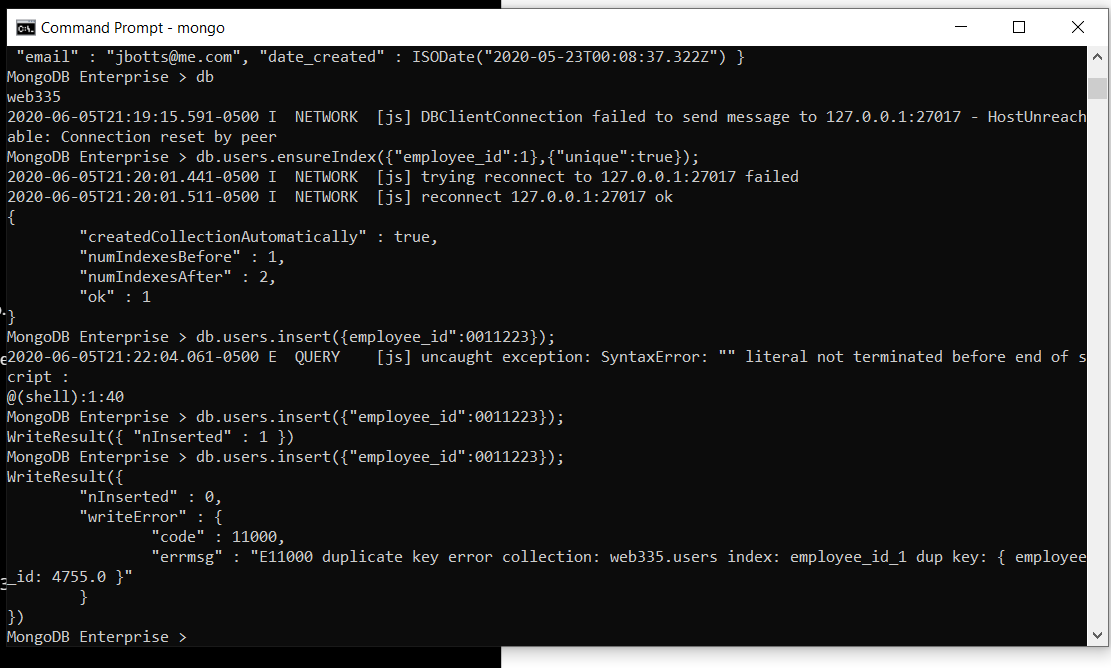 Command Prompt - mongo
"email" : "jbotts@me.com", "date_created" : ISODate("2020-05-23T00:08:37.322Z") }
MongoDB Enterprise > db
web335
2020-06-05T21:19:15.591-0500 I  NETWORK  [js] DBClientConnection failed to send message to 127.0.0.1:27017 - HostUnreach
able: Connection reset by peer
MongoDB Enterprise > db.users.ensureIndex({"employee_id":1},{"unique":true});
2020-06-05T21:20:01.441-0500 I  NETWORK  [js] trying reconnect to 127.0.0.1:27017 failed
2020-06-05T21:20:01.511-0500 I  NETWORK  [js] reconnect 127.0.0.1:27017 ok
{
        "createdCollectionAutomatically" : true,
        "numIndexesBefore" : 1,
        "numIndexesAfter" : 2,
        "ok" : 1
}
MongoDB Enterprise > db.users.insert({employee_id":0011223});
2020-06-05T21:22:04.061-0500 E  QUERY    [js] uncaught exception: SyntaxError: "" literal not terminated before end of s
cript :
@(shell):1:40
MongoDB Enterprise > db.users.insert({"employee_id":0011223});
WriteResult({ "nInserted" : 1 })
MongoDB Enterprise > db.users.insert({"employee_id":0011223});
WriteResult({
        "nInserted" : 0,
        "writeError" : {
                "code" : 11000,
                "errmsg" : "E11000 duplicate key error collection: web335.users index: employee_id_1 dup key: { employee
_id: 4755.0 }"
        }
})
MongoDB Enterprise >